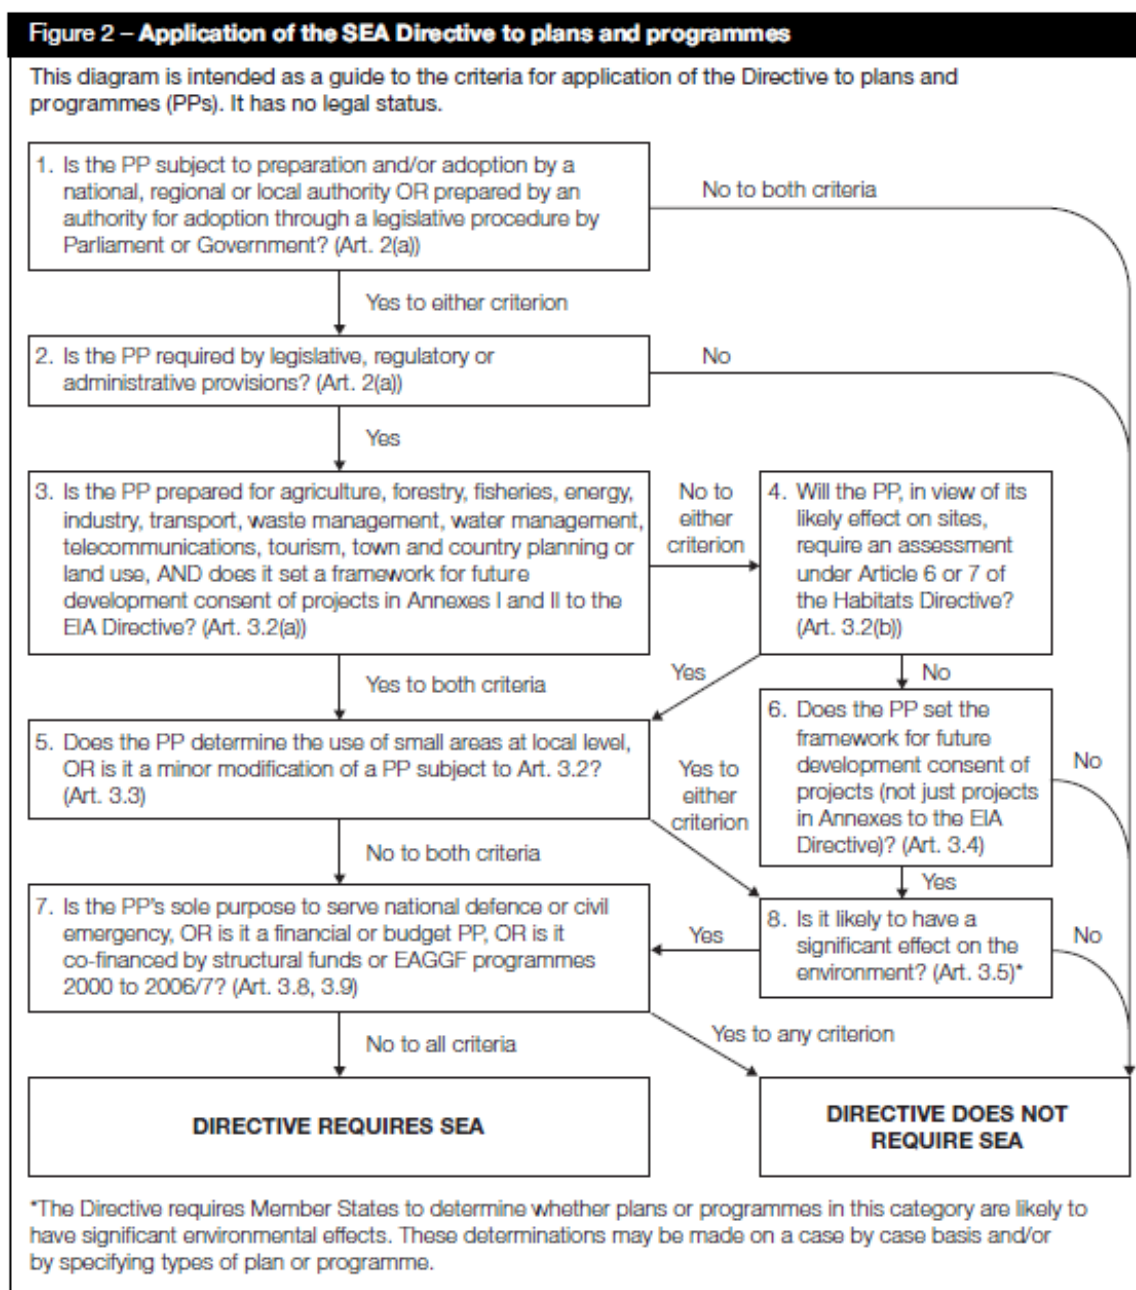 Figure 2 – Application of the SEA Directive to plans and programmes
This diagram is intended as a guide to the criteria for application of the Directive to plans and
programmes (PPs). It has no legal status.
1. Is the PP subject to preparation and/or adoption by a
national, regional or local authority OR prepared by an
authority for adoption through a legislative procedure by
Parliament or Government? (Art. 2(a))
No to both criteria
Yes to either criterion
2. Is the PP required by legislative, regulatory or
administrative provisions? (Art. 2(a))
No
Yes
3. Is the PP prepared for agriculture, forestry, fisheries, energy,
industry, transport, waste management, water management,
telecommunications, tourism, town and country planning or
land use, AND does it set a framework for future
development consent of projects in Annexes I and II to the
EIA Directive? (Art. 3.2(a))
No to
either
criterion
4. Will the PP, in view of its
likely effect on sites,
require an assessment
under Article 6 or 7 of
the Habitats Directive?
(Art. 3.2(b))
Yes to both criteria
Yes
No
5. Does the PP determine the use of small areas at local level,
OR is it a minor modification of a PP subject to Art. 3.2?
(Art. 3.3)
Yes to
either
criterion
6. Does the PP set the
framework for future
development consent of
projects (not just projects
in Annexes to the EIA
Directive)? (Art. 3.4)
No
No to both criteria
Yes
7. Is the PP's sole purpose to serve national defence or civil
emergency, OR is it a financial or budget PP, OR is it
co-financed by structural funds or EAGGF programmes
2000 to 2006/7? (Art. 3.8, 3.9)
Yes
8. Is it likely to have a
significant effect on the
environment? (Art. 3.5)*
No
No to all criteria
Yes to any criterion
DIRECTIVE REQUIRES SEA
DIRECTIVE DOES NOT
REQUIRE SEA
*The Directive requires Member States to determine whether plans or programmes in this category are likely to
have significant environmental effects. These determinations may be made on a case by case basis and/or
by specifying types of plan or programme.